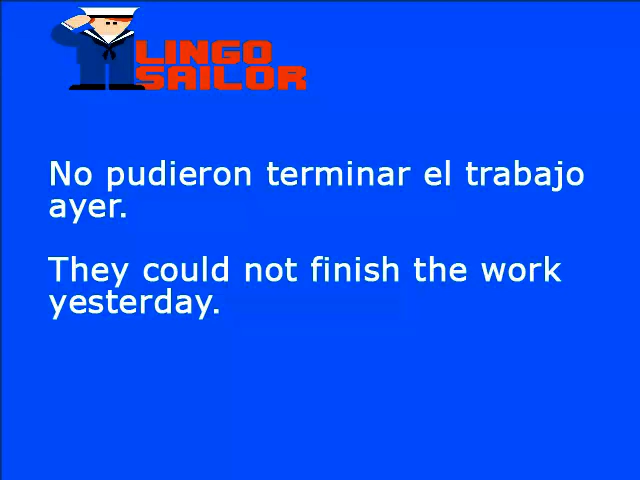 LINGO
SAILOR
No pudieron terminar el trabajo
ayer.
They could not finish the work
yesterday.